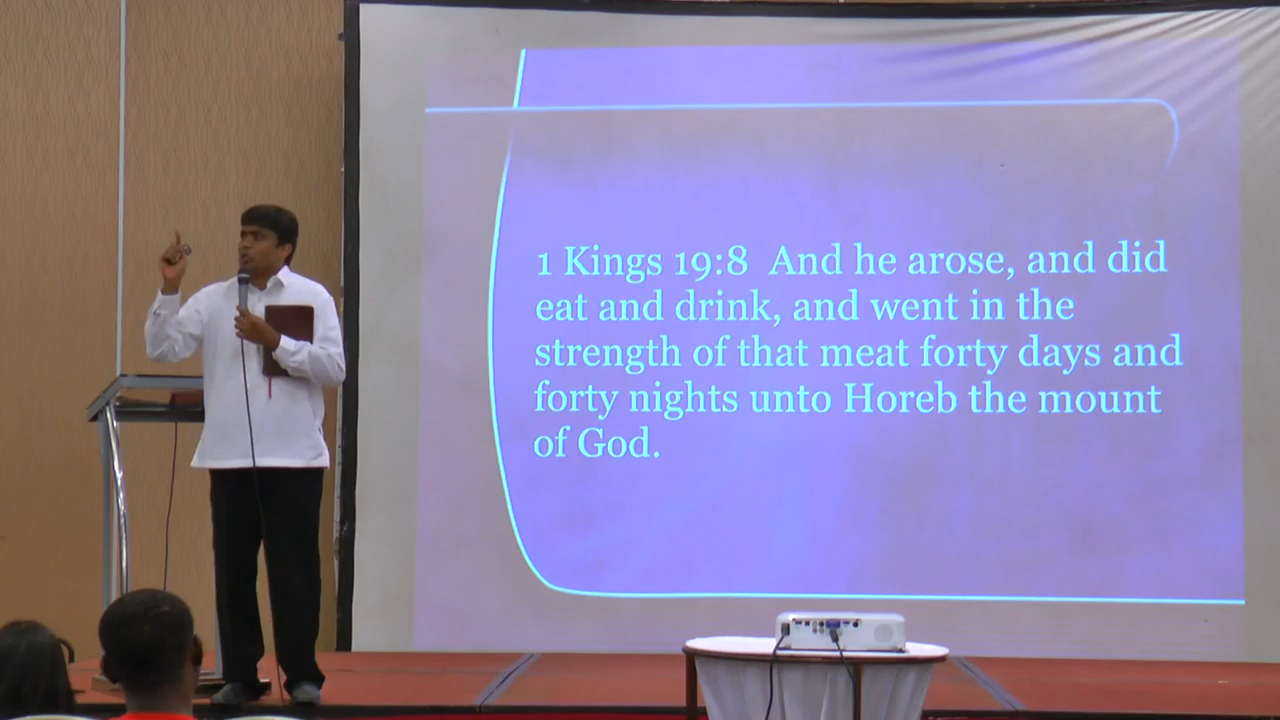 1 Kings 19:8  And he arose, and did
eat and drink, and went in the
strength of that meat forty days and
forty nights unto Horeb the mount
of God.